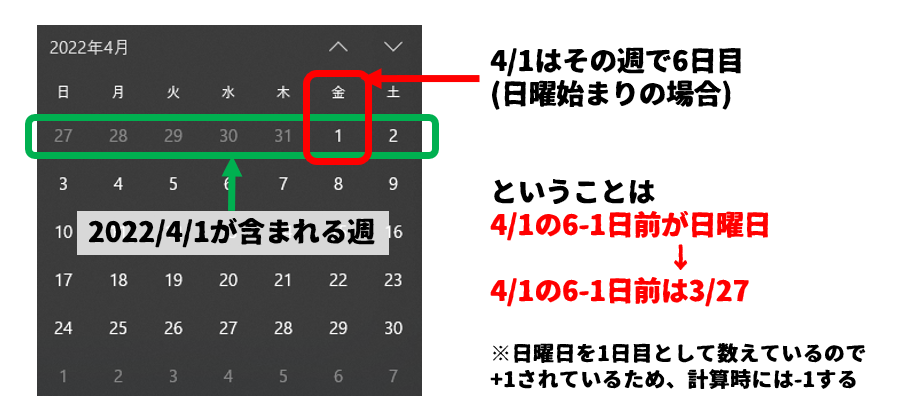 2022年4月
日 月 火 水 木 金 土
27 28 29 30 31 1 2
3 4 5 6 7 8 9
10 16
2022/4/1が含まれる週
17 18 19 20 21 22 23
24 25 26 27 28 29 30
1 2 3 4 5 6 7
4/1はその週で6日目
(日曜始まりの場合)
ということは
4/1の6-1日前が日曜日
↓
4/1の6-1日前は3/27
※日曜日を1日目として数えているので
+1されているため、計算時には-1する